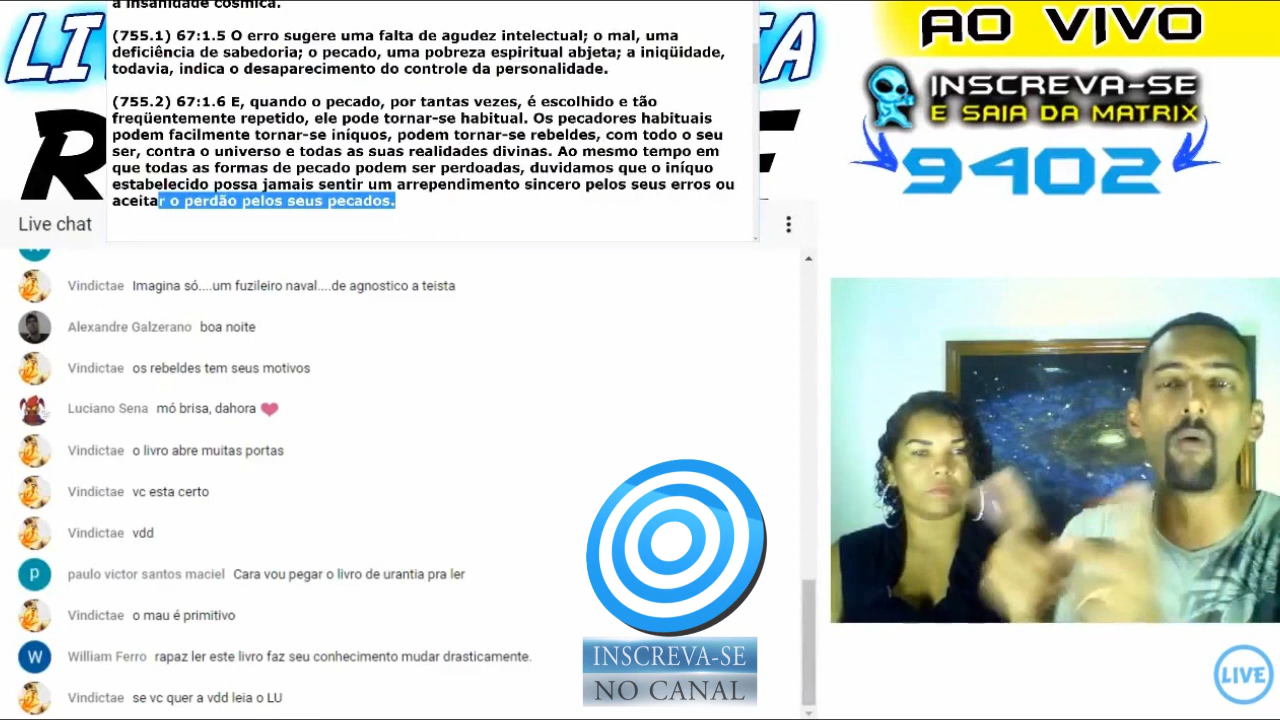 a insanidade cósmica.
(755.1) 67:1.5 O erro sugere uma falta de agudez intelectual; o mal, uma
deficiência de sabedoria; o pecado, uma pobreza espiritual abjeta; a iniqüidade,
todavia, indica o desaparecimento do controle da personalidade.
(755.2) 67:1.6 E, quando o pecado, por tantas vezes, é escolhido e tão
freqüentemente repetido, ele pode tornar-se habitual. Os pecadores habituais
podem facilmente tornar-se iníquos, podem tornar-se rebeldes, com todo o seu
ser, contra o universo e todas as suas realidades divinas. Ao mesmo tempo em
que todas as formas de pecado podem ser perdoadas, duvidamos que o iníquo
estabelecido possa jamais sentir um arrependimento sincero pelos seus erros ou
aceitar o perdão pelos seus pecados.
LI
A
R
AO VIVO
INSCREVA-SE
E SAIA DA MATRIX
9402
Live chat
Vindictae Imagina só....um fuzileiro naval....de agnostico a teista
Alexandre Galzerano boa noite
Vindictae os rebeldes tem seus motivos
Luciano Sena mó brisa, dahora
Vindictae o livro abre muitas portas
Vindictae vc esta certo
Vindictae vdd
p paulo victor santos maciel Cara vou pegar o livro de urantia pra ler
Vindictae o mau é primitivo
W William Ferro rapaz ler este livro faz seu conhecimento mudar drasticamente.
Vindictae se vc quer a vdd leia o LU
INSCREVA-SE
NO CANAL
LIVE